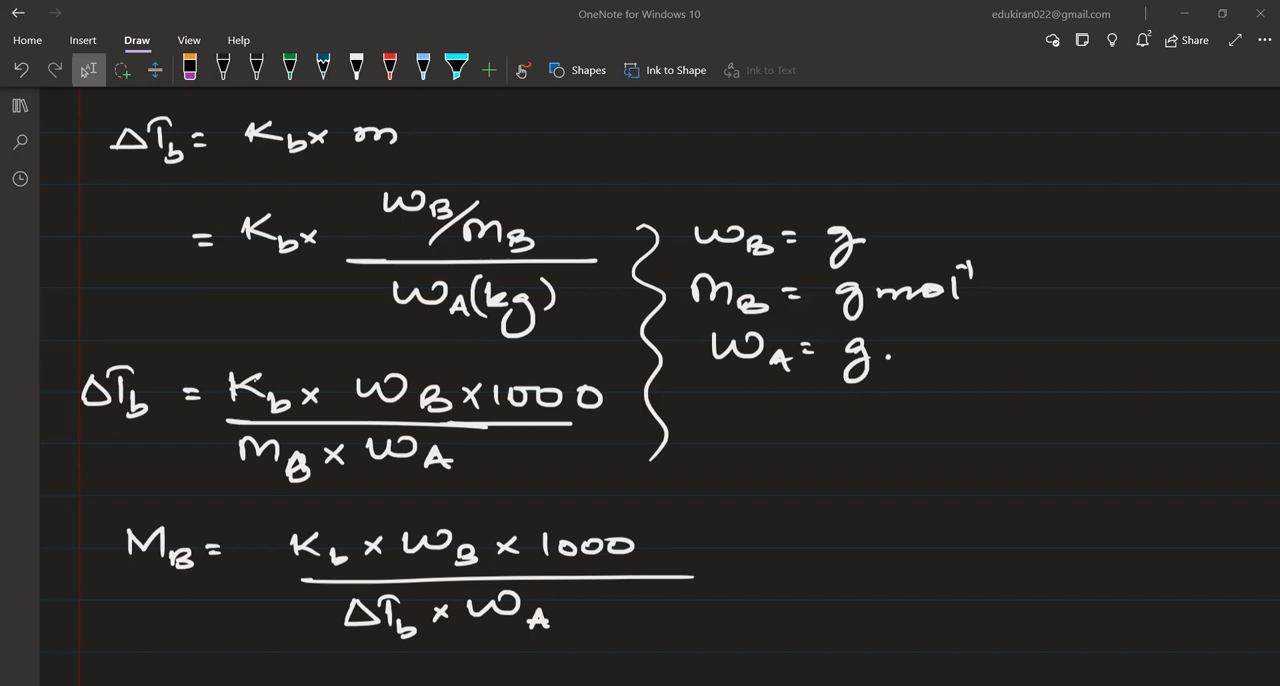 OneNote for Windows 10
edukiran022@gmail.com
Home Insert Draw View Help
Share
Shapes Ink to Shape Ink to Text
ΔTb = Kb × m
= Kb × WB/mB
WA(kg)
WB = g
mB = g mol⁻¹
WA = g.
ΔTb = Kb × WB × 1000
mB × WA
MB = Kb × WB × 1000
ΔTb × WA